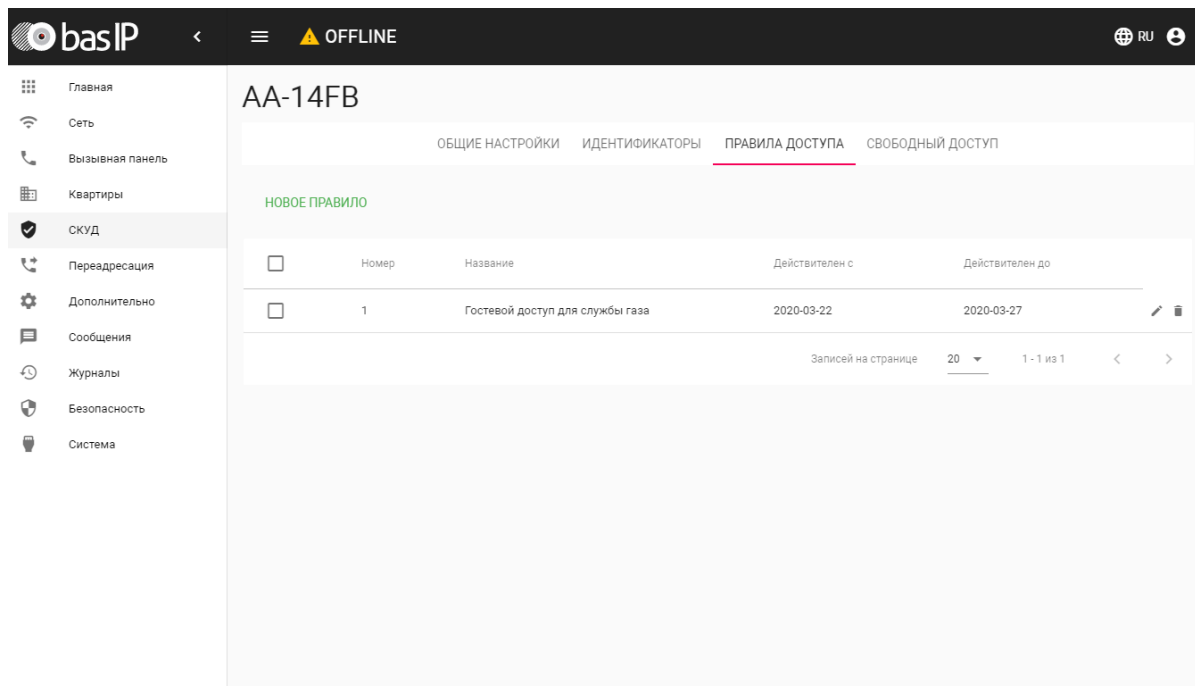 bas IP
OFFLINE
RU
Главная
Сеть
Вызывная панель
Квартиры
СКУД
Переадресация
Дополнительно
Сообщения
Журналы
Безопасность
Система
AA-14FB
ОБЩИЕ НАСТРОЙКИ ИДЕНТИФИКАТОРЫ ПРАВИЛА ДОСТУПА СВОБОДНЫЙ ДОСТУП
НОВОЕ ПРАВИЛО
Номер Название Действителен с Действителен до
1 Гостевой доступ для службы газа 2020-03-22 2020-03-27
Записей на странице 20 1 - 1 из 1